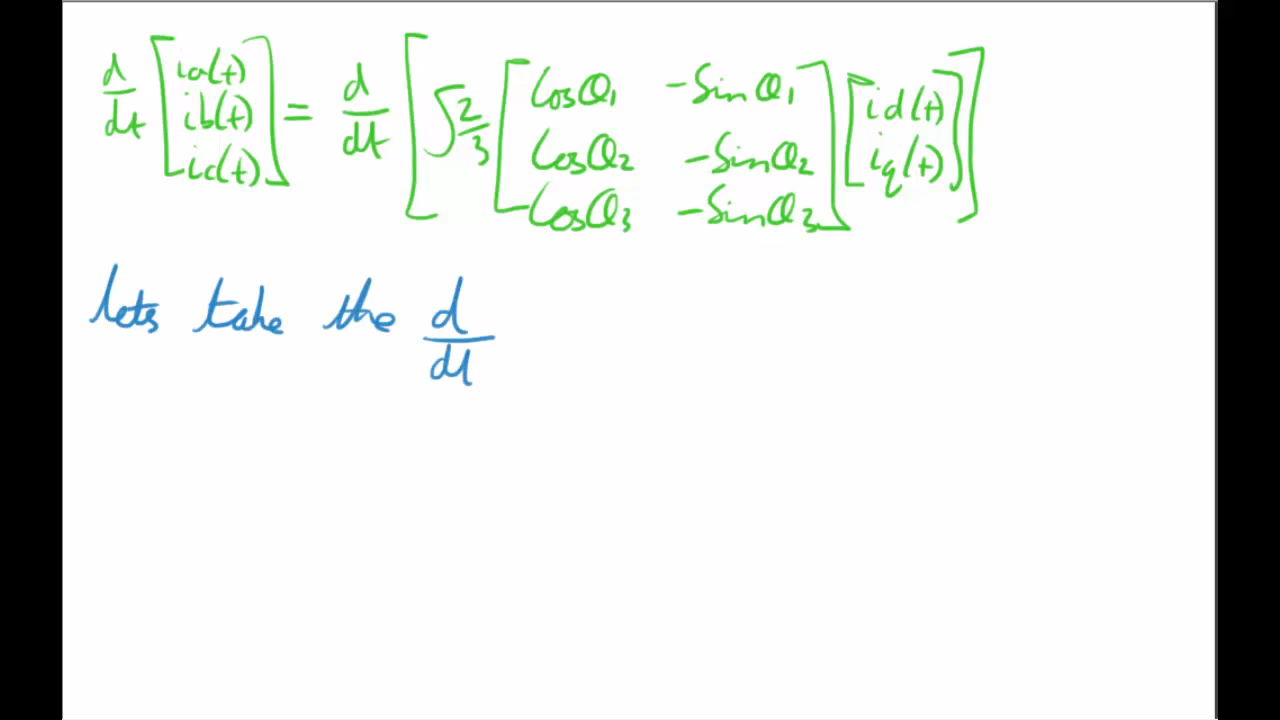 d/dt [ia(t) ib(t) ic(t)] = d/dt [√2/3 [Cosθ1 -Sinθ1 Cosθ2 -Sinθ2 Cosθ3 -Sinθ3] [id(t) iq(t)]]
lets take the d/dt